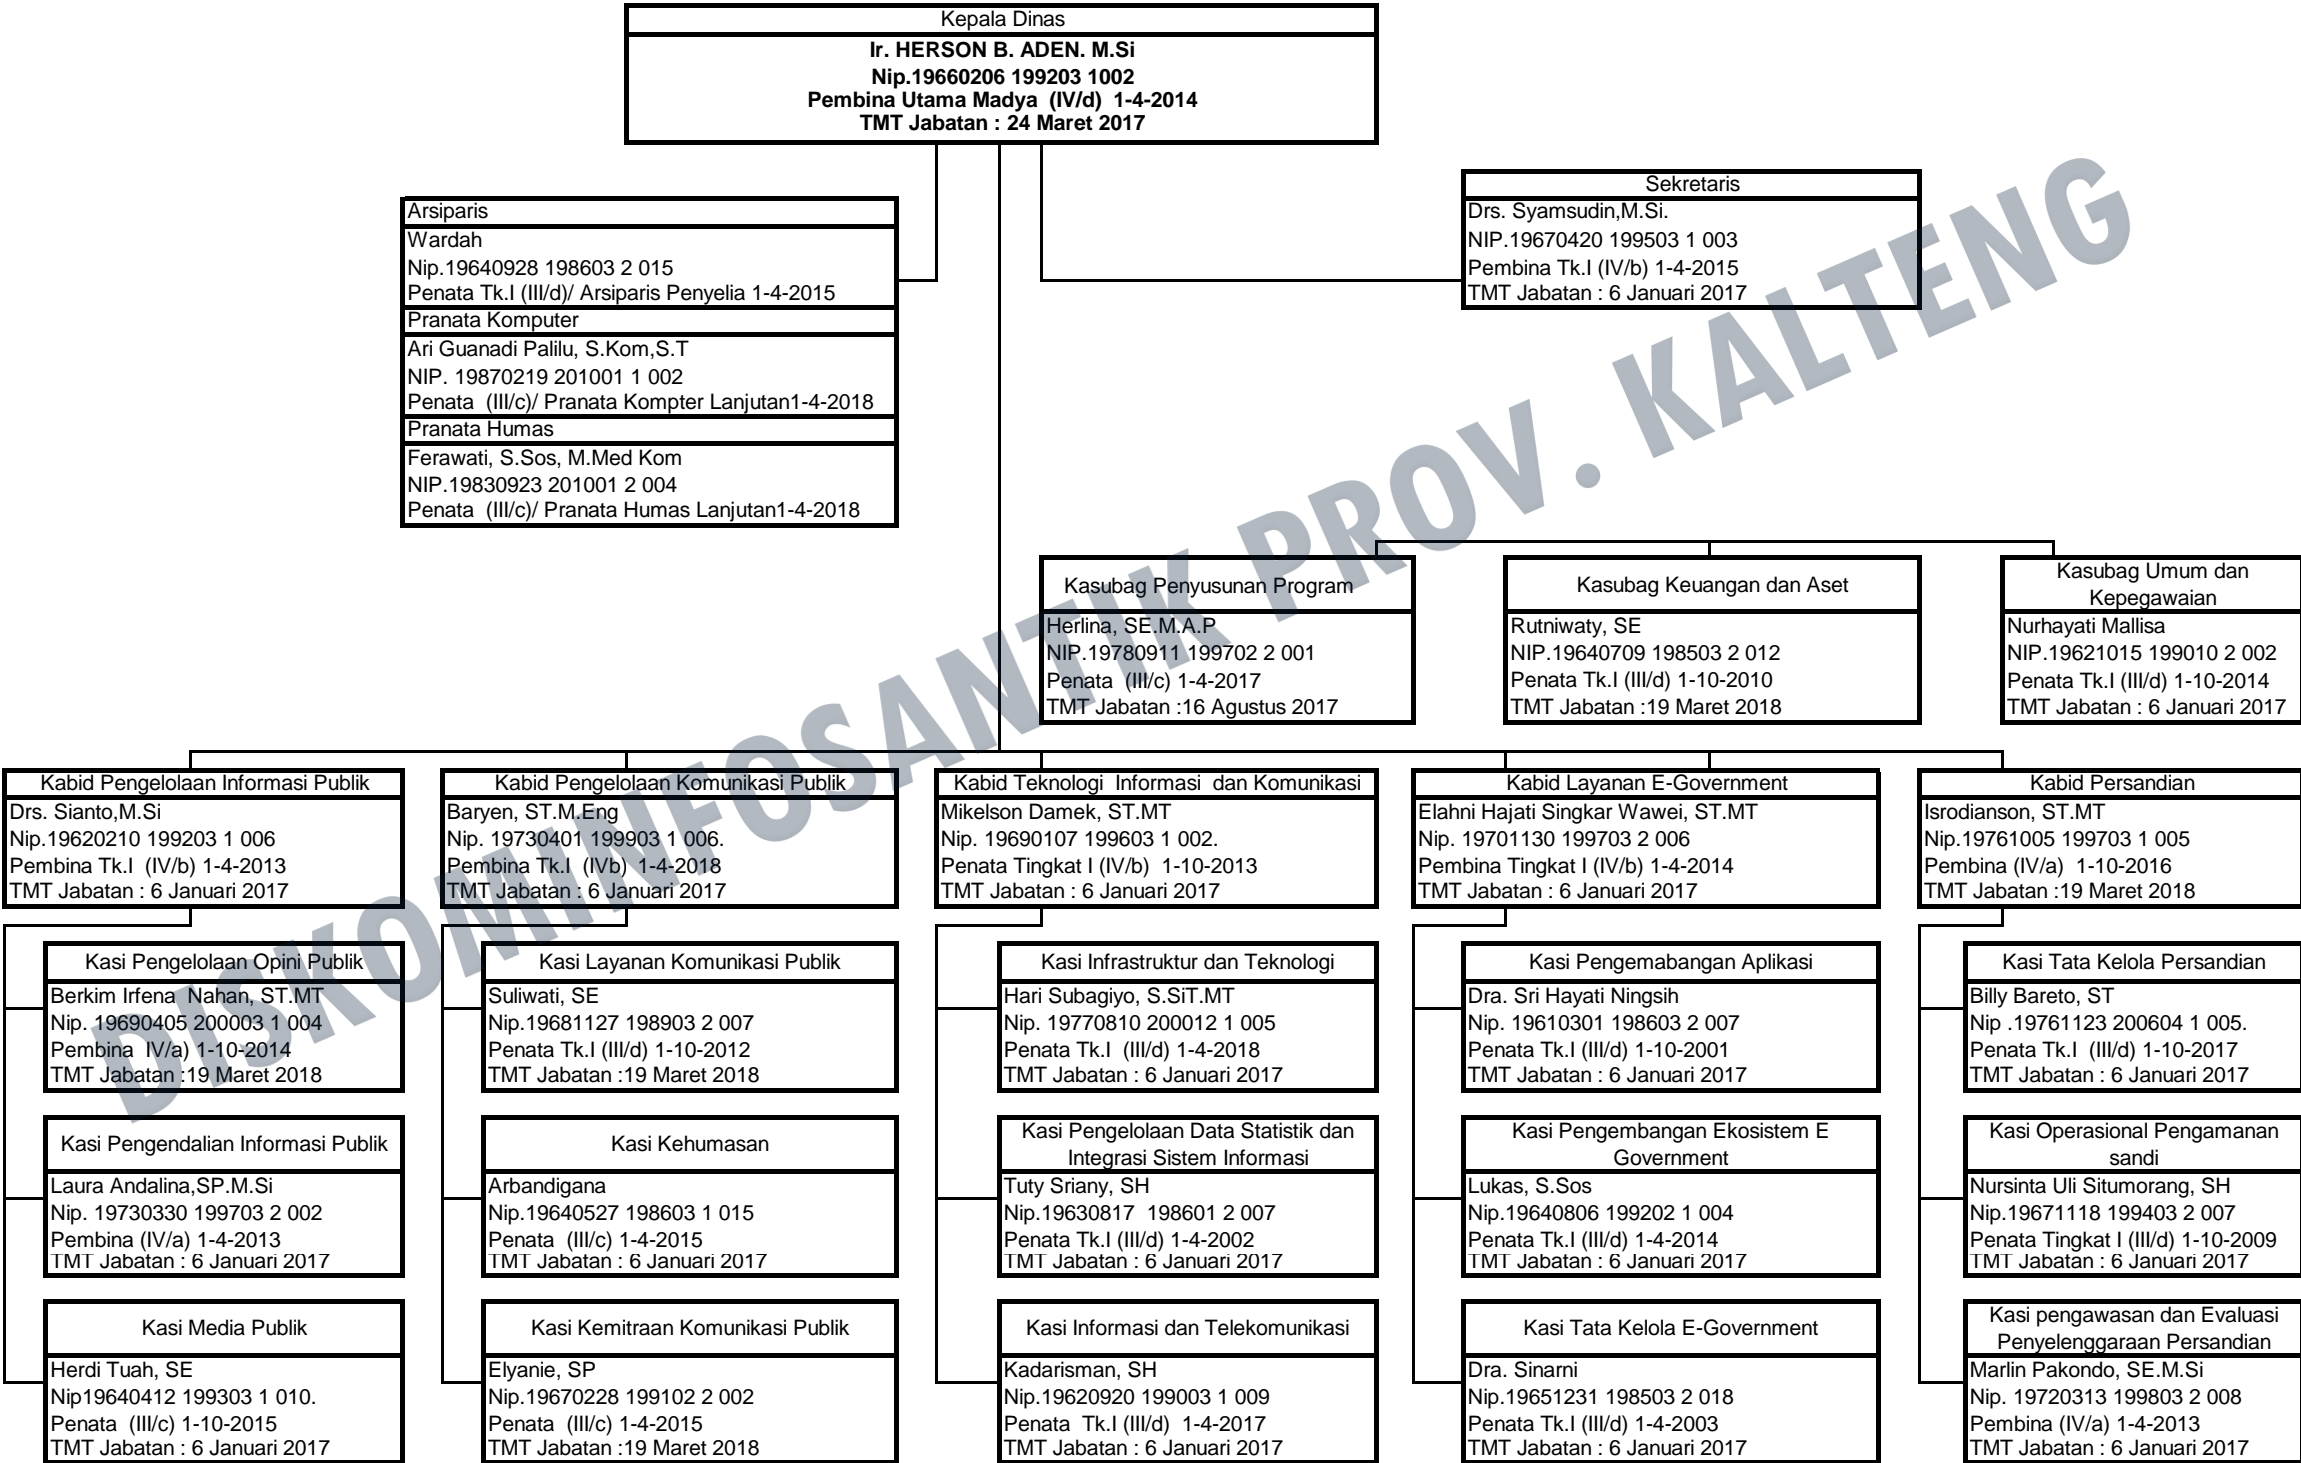 Kepala Dinas
Ir. HERSON B. ADEN. M.Si
Nip.19660206 199203 1002
Pembina Utama Madya (IV/d) 1-4-2014
TMT Jabatan : 24 Maret 2017
Arsiparis
Wardah
Nip.19640928 198603 2 015
Penata Tk.I (III/d)/ Arsiparis Penyelia 1-4-2015
Pranata Komputer
Ari Guanadi Palilu, S.Kom,S.T
NIP. 19870219 201001 1 002
Penata (III/c)/ Pranata Kompter Lanjutan1-4-2018
Pranata Humas
Ferawati, S.Sos, M.Med Kom
NIP.19830923 201001 2 004
Penata (III/c)/ Pranata Humas Lanjutan1-4-2018
Sekretaris
Drs. Syamsudin,M.Si.
NIP.19670420 199503 1 003
Pembina Tk.I (IV/b) 1-4-2015
TMT Jabatan : 6 Januari 2017
Kasubag Penyusunan Program
Herlina, SE.M.A.P
NIP.19780911 199702 2 001
Penata (III/c) 1-4-2017
TMT Jabatan :16 Agustus 2017
Kasubag Keuangan dan Aset
Rutniwaty, SE
NIP.19640709 198503 2 012
Penata Tk.I (III/d) 1-10-2010
TMT Jabatan :19 Maret 2018
Kasubag Umum dan
Kepegawaian
Nurhayati Mallisa
NIP.19621015 199010 2 002
Penata Tk.I (III/d) 1-10-2014
TMT Jabatan : 6 Januari 2017
Kabid Pengelolaan Informasi Publik
Drs. Sianto,M.Si
Nip.19620210 199203 1 006
Pembina Tk.I (IV/b) 1-4-2013
TMT Jabatan : 6 Januari 2017
Kasi Pengelolaan Opini Publik
Berkim Irfena Nahan, ST.MT
Nip. 19690405 200003 1 004
Pembina IV/a) 1-10-2014
TMT Jabatan :19 Maret 2018
Kasi Pengendalian Informasi Publik
Laura Andalina,SP.M.Si
Nip. 19730330 199703 2 002
Pembina (IV/a) 1-4-2013
TMT Jabatan : 6 Januari 2017
Kasi Media Publik
Herdi Tuah, SE
Nip19640412 199303 1 010.
Penata (III/c) 1-10-2015
TMT Jabatan : 6 Januari 2017
Kabid Pengelolaan Komunikasi Publik
Baryen, ST.M.Eng
Nip. 19730401 199903 1 006.
Pembina Tk.I (IVb) 1-4-2018
TMT Jabatan : 6 Januari 2017
Kasi Layanan Komunikasi Publik
Suliwati, SE
Nip.19681127 198903 2 007
Penata Tk.I (III/d) 1-10-2012
TMT Jabatan :19 Maret 2018
Kasi Kehumasan
Arbandigana
Nip.19640527 198603 1 015
Penata (III/c) 1-4-2015
TMT Jabatan : 6 Januari 2017
Kasi Kemitraan Komunikasi Publik
Elyanie, SP
Nip.19670228 199102 2 002
Penata (III/c) 1-4-2015
TMT Jabatan :19 Maret 2018
Kabid Teknologi Informasi dan Komunikasi
Mikelson Damek, ST.MT
Nip. 19690107 199603 1 002.
Penata Tingkat I (IV/b) 1-10-2013
TMT Jabatan : 6 Januari 2017
Kasi Infrastruktur dan Teknologi
Hari Subagiyo, S.SiT.MT
Nip. 19770810 200012 1 005
Penata Tk.I (III/d) 1-4-2018
TMT Jabatan : 6 Januari 2017
Kasi Pengelolaan Data Statistik dan
Integrasi Sistem Informasi
Tuty Sriany, SH
Nip.19630817 198601 2 007
Penata Tk.I (III/d) 1-4-2002
TMT Jabatan : 6 Januari 2017
Kasi Informasi dan Telekomunikasi
Kadarisman, SH
Nip.19620920 199003 1 009
Penata Tk.I (III/d) 1-4-2017
TMT Jabatan : 6 Januari 2017
Kabid Layanan E-Government
Elahni Hajati Singkar Wawei, ST.MT
Nip. 19701130 199703 2 006
Pembina Tingkat I (IV/b) 1-4-2014
TMT Jabatan : 6 Januari 2017
Kasi Pengemabangan Aplikasi
Dra. Sri Hayati Ningsih
Nip. 19610301 198603 2 007
Penata Tk.I (III/d) 1-10-2001
TMT Jabatan : 6 Januari 2017
Kasi Pengembangan Ekosistem E
Government
Lukas, S.Sos
Nip.19640806 199202 1 004
Penata Tk.I (III/d) 1-4-2014
TMT Jabatan : 6 Januari 2017
Kasi Tata Kelola E-Government
Dra. Sinarni
Nip.19651231 198503 2 018
Penata Tk.I (III/d) 1-4-2003
TMT Jabatan : 6 Januari 2017
Kabid Persandian
Isrodianson, ST.MT
Nip.19761005 199703 1 005
Pembina (IV/a) 1-10-2016
TMT Jabatan :19 Maret 2018
Kasi Tata Kelola Persandian
Billy Bareto, ST
Nip .19761123 200604 1 005.
Penata Tk.I (III/d) 1-10-2017
TMT Jabatan : 6 Januari 2017
Kasi Operasional Pengamanan
sandi
Nursinta Uli Situmorang, SH
Nip.19671118 199403 2 007
Penata Tingkat I (III/d) 1-10-2009
TMT Jabatan : 6 Januari 2017
Kasi pengawasan dan Evaluasi
Penyelenggaraan Persandian
Marlin Pakondo, SE.M.Si
Nip. 19720313 199803 2 008
Pembina (IV/a) 1-4-2013
TMT Jabatan : 6 Januari 2017
DISKOMINFOSANTIK PROV. KALTENG